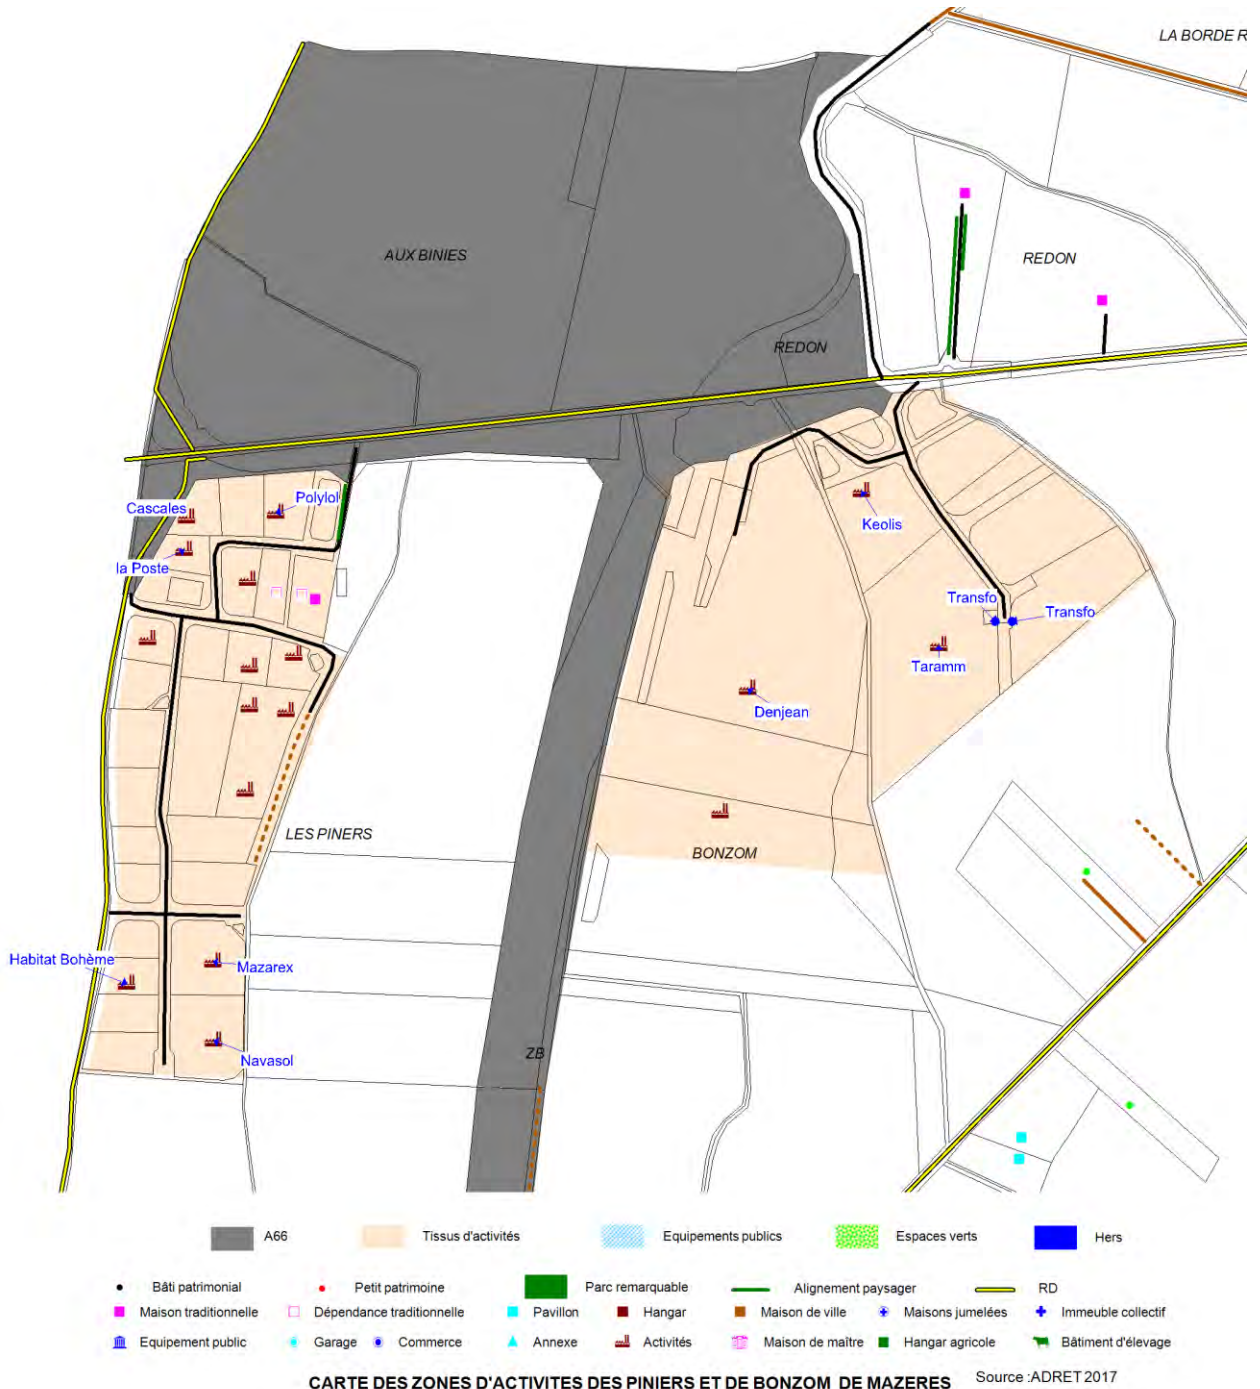 LA BORDE R
AUX BINIES
REDON
REDON
Polylol
Cascales
Keolis
la Poste
Transfo
Transfo
Taramm
Denjean
LES PINERS
BONZOM
Habitat Bohème
Mazarex
Navasol
ZB
A66
Tissus d'activités
Equipements publics
Espaces verts
Hers
Bâti patrimonial
Petit patrimoine
Parc remarquable
Alignement paysager
RD
Maison traditionnelle
Dépendance traditionnelle
Pavillon
Hangar
Maison de ville
Maisons jumelées
Immeuble collectif
Equipement public
Garage
Commerce
Annexe
Activités
Maison de maître
Hangar agricole
Bâtiment d'élevage
CARTE DES ZONES D'ACTIVITES DES PINIERS ET DE BONZOM DE MAZERES
Source :ADRET 2017